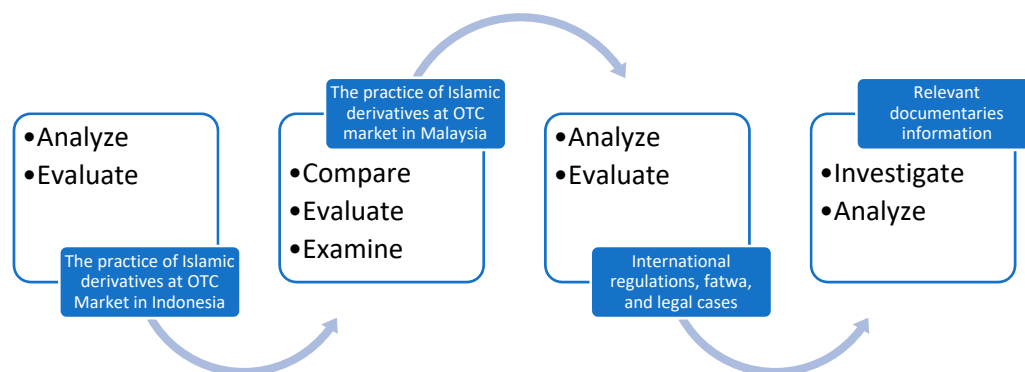 •Analyze
•Evaluate
The practice of Islamic
derivatives at OTC
Market in Indonesia
The practice of Islamic
derivatives at OTC
market in Malaysia
•Compare
•Evaluate
•Examine
•Analyze
•Evaluate
International
regulations, fatwa,
and legal cases
Relevant
documentaries
information
•Investigate
•Analyze